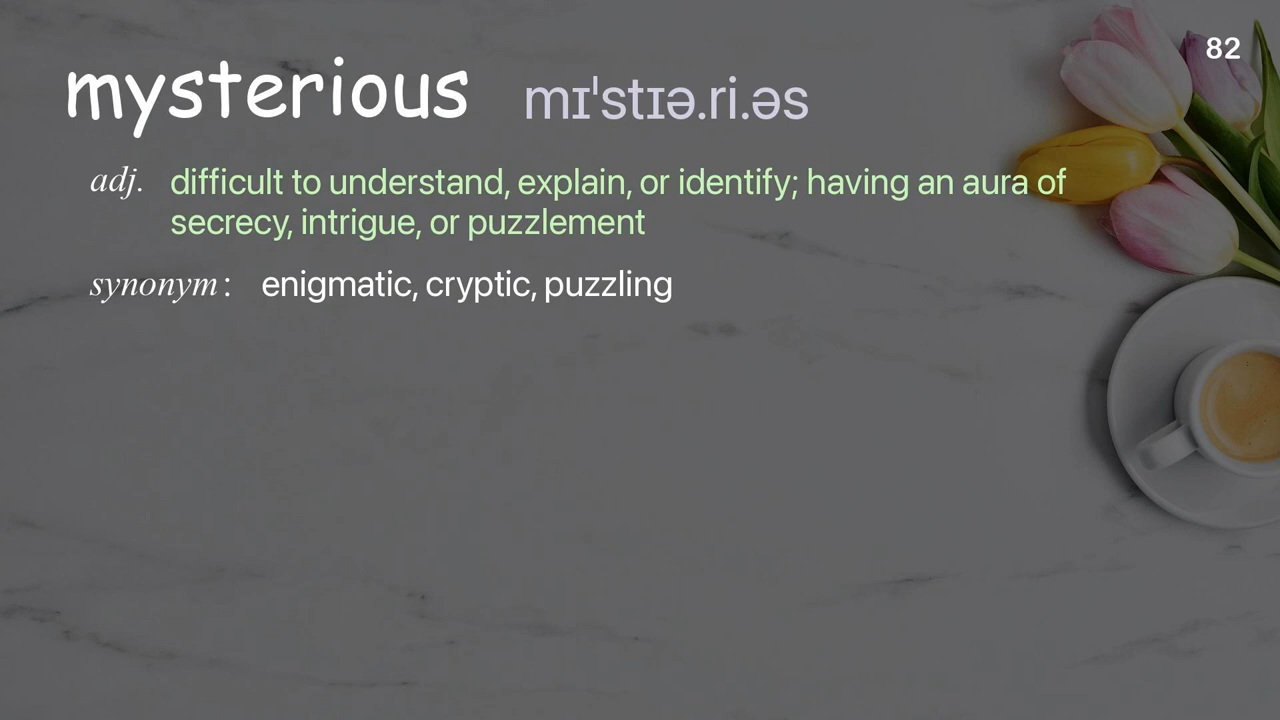 82
mysterious mɪˈstɪə.ri.əs
adj. difficult to understand, explain, or identify; having an aura of
secrecy, intrigue, or puzzlement
synonym : enigmatic, cryptic, puzzling